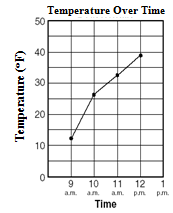 Temperature Over Time
Temperature (°F)
50
40
30
20
10
0
9 10 11 12 1
a.m. a.m. a.m. p.m. p.m.
Time